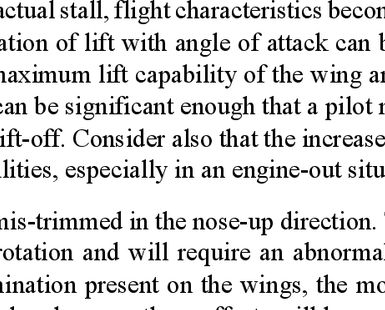 actual stall, flight characteristics becom
ation of lift with angle of attack can b
maximum lift capability of the wing an
can be significant enough that a pilot
ift-off. Consider also that the increase
lities, especially in an engine-out situ
mis-trimmed in the nose-up direction.
rotation and will require an abnormal
mination present on the wings, the mo